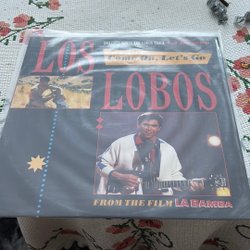 LOS
Come On, Let's Go
LOBOS
FROM THE FILM LA BAMBA